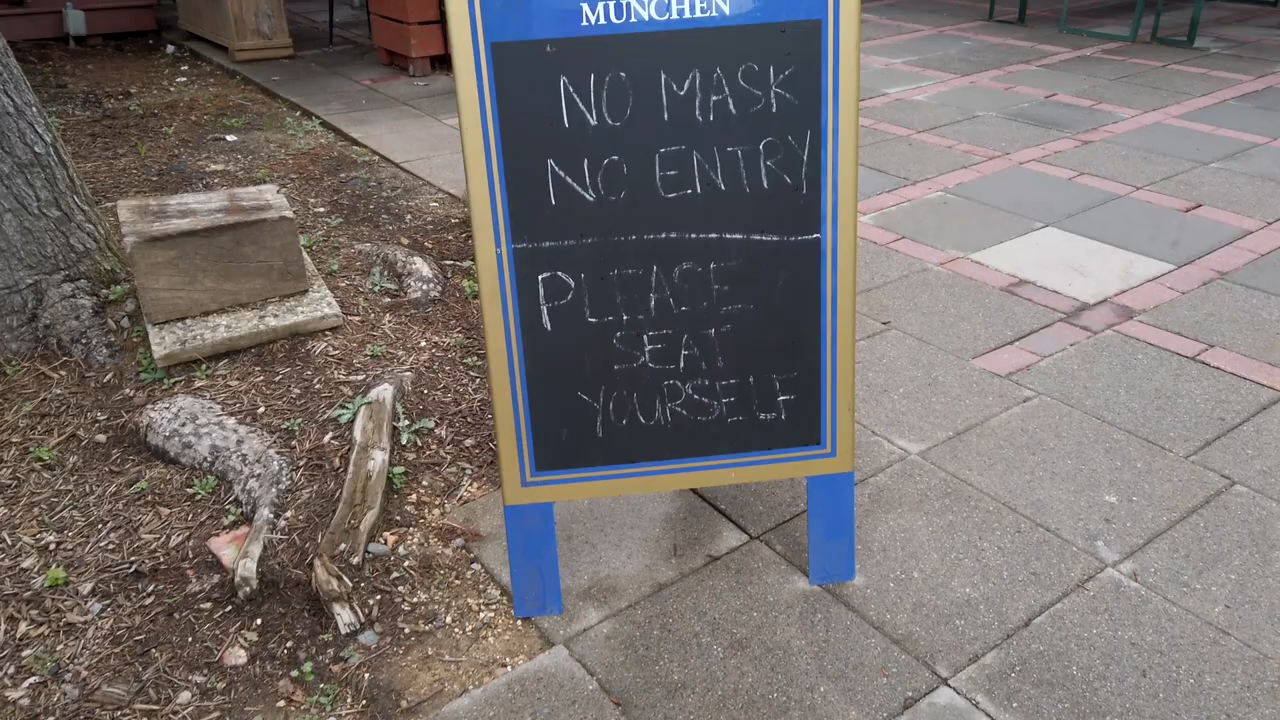 MÜNCHEN
NO MASK
NO ENTRY
PLEASE
SEAT
YOURSELF